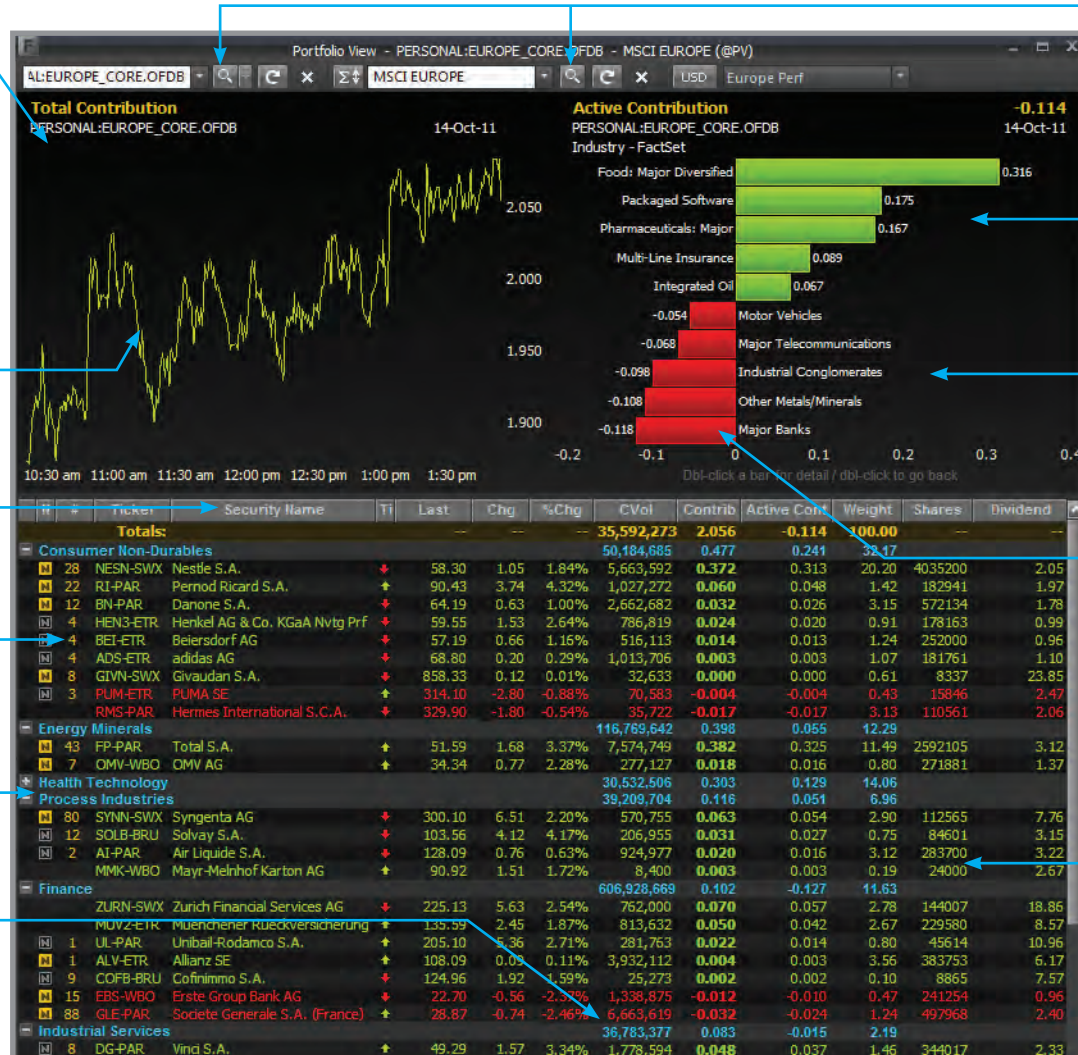 Portfolio View - PERSONAL:EUROPE_CORE.OFDB - MSCI EUROPE (@PV)
AL:EUROPE_CORE.OFDB MSCI EUROPE USD Europe Perf
Total Contribution
PERSONAL:EUROPE_CORE.OFDB 14-Oct-11
2.050
2.000
1.950
1.900
10:30 am 11:00 am 11:30 am 12:00 pm 12:30 pm 1:00 pm 1:30 pm
Active Contribution -0.114
PERSONAL:EUROPE_CORE.OFDB 14-Oct-11
Industry - FactSet
Food: Major Diversified 0.316
Packaged Software 0.175
Pharmaceuticals: Major 0.167
Multi-Line Insurance 0.089
Integrated Oil 0.067
-0.054 Motor Vehicles
-0.068 Major Telecommunications
-0.098 Industrial Conglomerates
-0.108 Other Metals/Minerals
-0.118 Major Banks
-0.2 -0.1 0 0.1 0.2 0.3 0.4
Dbl-click a bar for detail / dbl-click to go back
N # Ticker Security Name Ti Last Chg %Chg CVol Contrib Active Cont Weight Shares Dividend
Totals: -- -- -- 35,592,273 2.056 -0.114 100.00 -- --
Consumer Non-Durables 50,184,685 0.477 0.241 32.17
N 28 NESN-SWX Nestle S.A. 58.30 1.05 1.84% 5,663,592 0.372 0.313 20.20 4035200 2.05
N 22 RI-PAR Pernod Ricard S.A. 90.43 3.74 4.32% 1,027,272 0.060 0.048 1.42 182941 1.97
N 12 BN-PAR Danone S.A. 64.19 0.63 1.00% 2,662,682 0.032 0.026 3.15 572134 1.78
N 4 HEN3-ETR Henkel AG & Co. KGaA Nvtg Prf 59.55 1.53 2.64% 786,819 0.024 0.020 0.91 178163 0.99
N 4 BEI-ETR Beiersdorf AG 57.19 0.66 1.16% 516,113 0.014 0.013 1.24 252000 0.96
N 4 ADS-ETR adidas AG 68.80 0.20 0.29% 1,013,706 0.003 0.003 1.07 181761 1.10
N 8 GIVN-SWX Givaudan S.A. 858.33 0.12 0.01% 32,633 0.000 0.000 0.61 8337 23.85
N 3 PUM-ETR PUMA SE 314.10 -2.80 -0.88% 70,583 -0.004 -0.004 0.43 15846 2.47
RMS-PAR Hermes International S.C.A. 329.90 -1.80 -0.54% 35,722 -0.017 -0.017 3.13 110561 2.06
Energy Minerals 116,769,642 0.398 0.055 12.29
N 43 FP-PAR Total S.A. 51.59 1.68 3.37% 7,574,749 0.382 0.325 11.49 2592105 3.12
N 7 OMV-WBO OMV AG 34.34 0.77 2.28% 277,127 0.018 0.016 0.80 271881 1.37
Health Technology 30,532,506 0.303 0.129 14.06
Process Industries 39,209,704 0.116 0.051 6.96
N 80 SYNN-SWX Syngenta AG 300.10 6.51 2.20% 570,755 0.063 0.054 2.90 112565 7.76
N 12 SOLB-BRU Solvay S.A. 103.56 4.12 4.17% 206,955 0.031 0.027 0.75 84601 3.15
N 2 AI-PAR Air Liquide S.A. 128.09 0.76 0.63% 924,977 0.020 0.016 3.12 283700 3.22
MMK-WBO Mayr-Melnhof Karton AG 90.92 1.51 1.72% 8,400 0.003 0.003 0.19 24000 2.67
Finance 606,928,669 0.102 -0.127 11.63
ZURN-SWX Zurich Financial Services AG 225.13 5.63 2.54% 762,000 0.070 0.057 2.78 144007 18.86
MUV2-ETR Muenchener Rueckversicherung 135.59 2.45 1.87% 813,632 0.050 0.042 2.67 229580 8.57
N 1 UL-PAR Unibail-Rodamco S.A. 205.10 5.36 2.71% 281,763 0.022 0.014 0.80 45614 10.96
N 1 ALV-ETR Allianz SE 108.09 0.09 0.11% 3,932,112 0.004 0.003 3.56 383753 6.17
N 9 COFB-BRU Cofinimmo S.A. 124.96 1.92 1.59% 25,273 0.002 0.002 0.10 8865 7.57
N 15 EBS-WBO Erste Group Bank AG 22.70 -0.56 -2.37% 1,338,875 -0.012 -0.010 0.47 241254 0.96
N 88 GLE-PAR Societe Generale S.A. (France) 28.87 -0.74 -2.46% 6,663,619 -0.032 -0.024 1.24 497968 2.40
Industrial Services 36,783,377 0.083 -0.015 2.19
N 8 DG-PAR Vinci S.A. 49.29 1.57 3.34% 1,778,594 0.048 0.037 1.46 344017 2.33